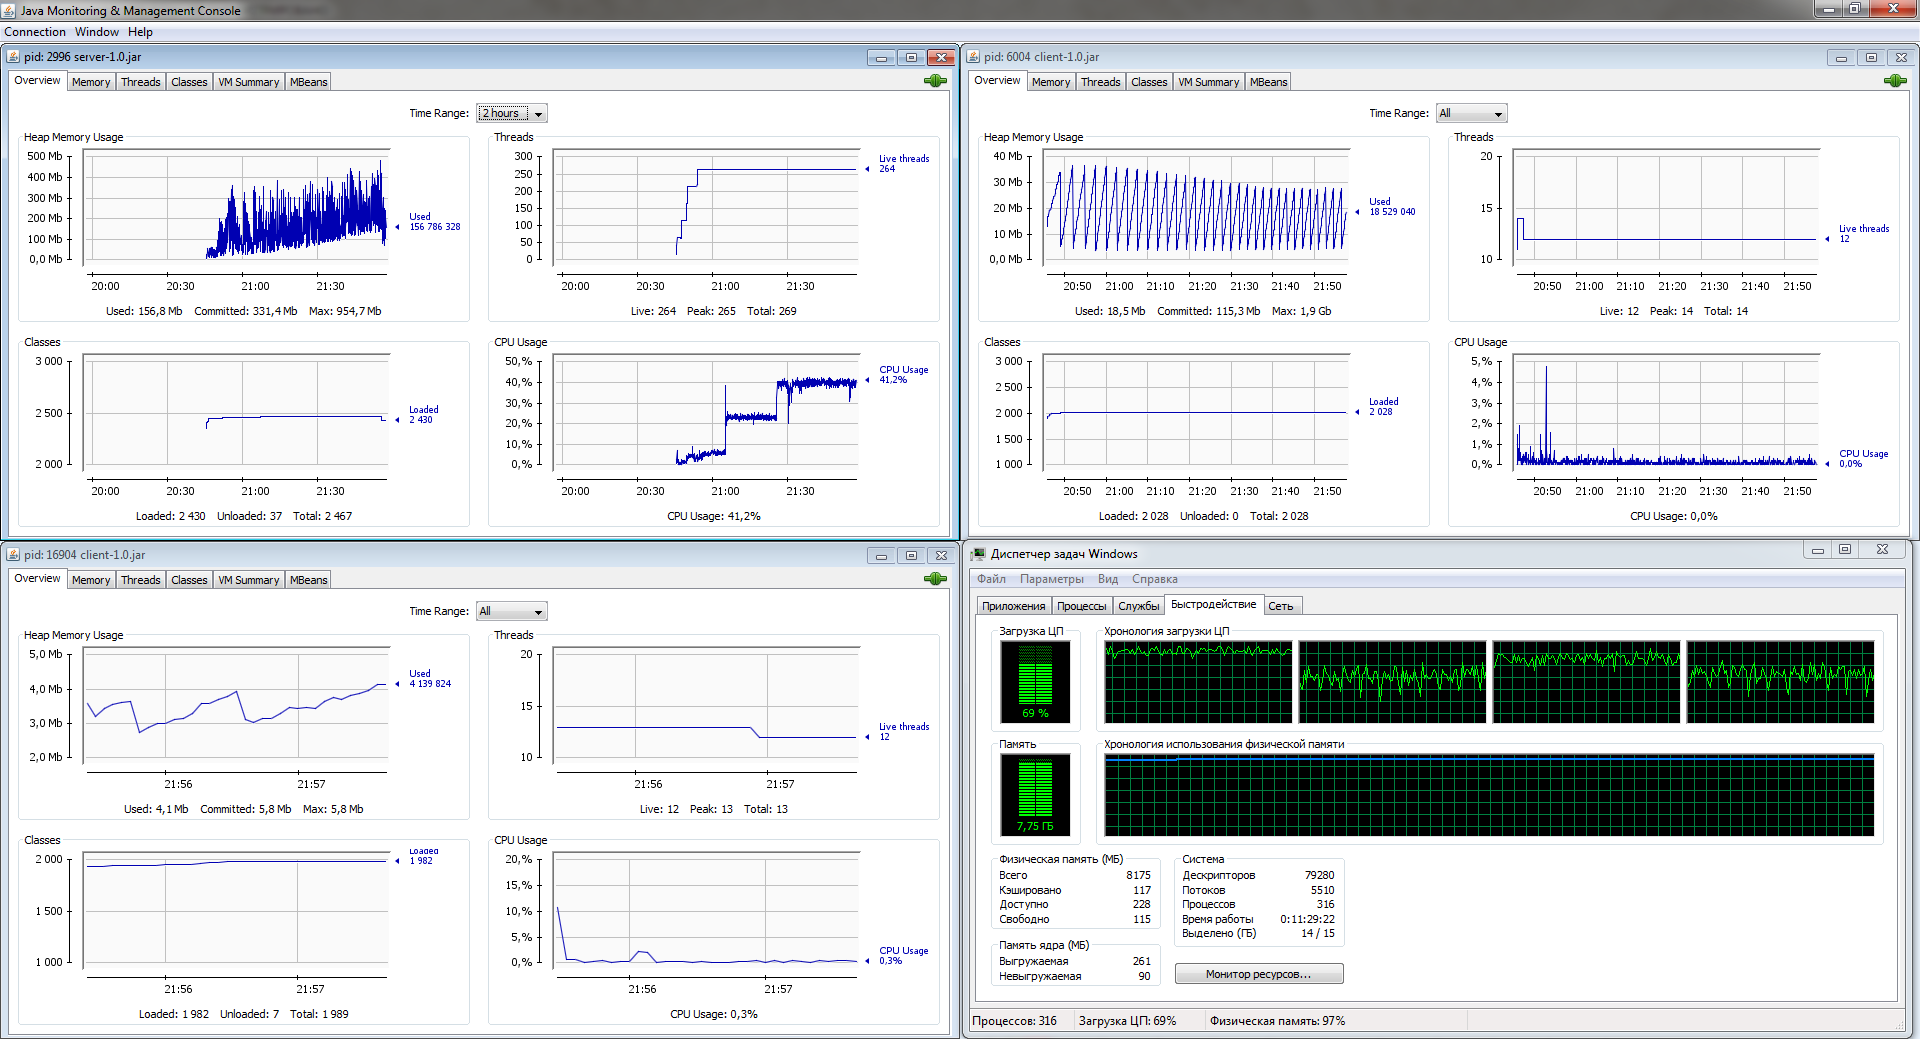 Java Monitoring & Management Console
Connection Window Help
pid: 2996 server-1.0.jar
Overview Memory Threads Classes VM Summary MBeans
Time Range: 2 hours
Heap Memory Usage
500 Mb
400 Mb
300 Mb
200 Mb
100 Mb
0,0 Mb
Used
156 786 328
20:00 20:30 21:00 21:30
Used: 156,8 Mb Committed: 331,4 Mb Max: 954,7 Mb
Threads
300
250
200
150
100
50
0
Live threads
264
20:00 20:30 21:00 21:30
Live: 264 Peak: 265 Total: 269
Classes
3 000
2 500
2 000
Loaded
2 430
20:00 20:30 21:00 21:30
Loaded: 2 430 Unloaded: 37 Total: 2 467
CPU Usage
50,%
40,%
30,%
20,%
10,%
0,%
CPU Usage
41,2%
20:00 20:30 21:00 21:30
CPU Usage: 41,2%
pid: 6004 client-1.0.jar
Overview Memory Threads Classes VM Summary MBeans
Time Range: All
Heap Memory Usage
40 Mb
30 Mb
20 Mb
10 Mb
0,0 Mb
Used
18 529 040
20:50 21:00 21:10 21:20 21:30 21:40 21:50
Used: 18,5 Mb Committed: 115,3 Mb Max: 1,9 Gb
Threads
20
15
10
Live threads
12
20:50 21:00 21:10 21:20 21:30 21:40 21:50
Live: 12 Peak: 14 Total: 14
Classes
3 000
2 500
2 000
1 500
1 000
Loaded
2 028
20:50 21:00 21:10 21:20 21:30 21:40 21:50
Loaded: 2 028 Unloaded: 0 Total: 2 028
CPU Usage
5,%
4,%
3,%
2,%
1,%
0,%
CPU Usage
0,0%
20:50 21:00 21:10 21:20 21:30 21:40 21:50
CPU Usage: 0,0%
pid: 16904 client-1.0.jar
Overview Memory Threads Classes VM Summary MBeans
Time Range: All
Heap Memory Usage
5,0 Mb
4,0 Mb
3,0 Mb
2,0 Mb
Used
4 139 824
21:56 21:57
Used: 4,1 Mb Committed: 5,8 Mb Max: 5,8 Mb
Threads
20
15
10
Live threads
12
21:56 21:57
Live: 12 Peak: 13 Total: 13
Classes
2 000
1 500
1 000
Loaded
1 982
21:56 21:57
Loaded: 1 982 Unloaded: 7 Total: 1 989
CPU Usage
20,%
15,%
10,%
5,%
0,%
CPU Usage
0,3%
21:56 21:57
CPU Usage: 0,3%
Диспетчер задач Windows
Файл Параметры Вид Справка
Приложения Процессы Службы Быстродействие Сеть
Загрузка ЦП
69 %
Хронология загрузки ЦП
Память
7,75 ГБ
Хронология использования физической памяти
Физическая память (МБ)
Всего 8175
Кэшировано 117
Доступно 228
Свободно 115
Память ядра (МБ)
Выгружаемая 261
Невыгружаемая 90
Система
Дескрипторов 79280
Потоков 5510
Процессов 316
Время работы 0:11:29:22
Выделено (ГБ) 14 / 15
Монитор ресурсов...
Процессов: 316 Загрузка ЦП: 69% Физическая память: 97%